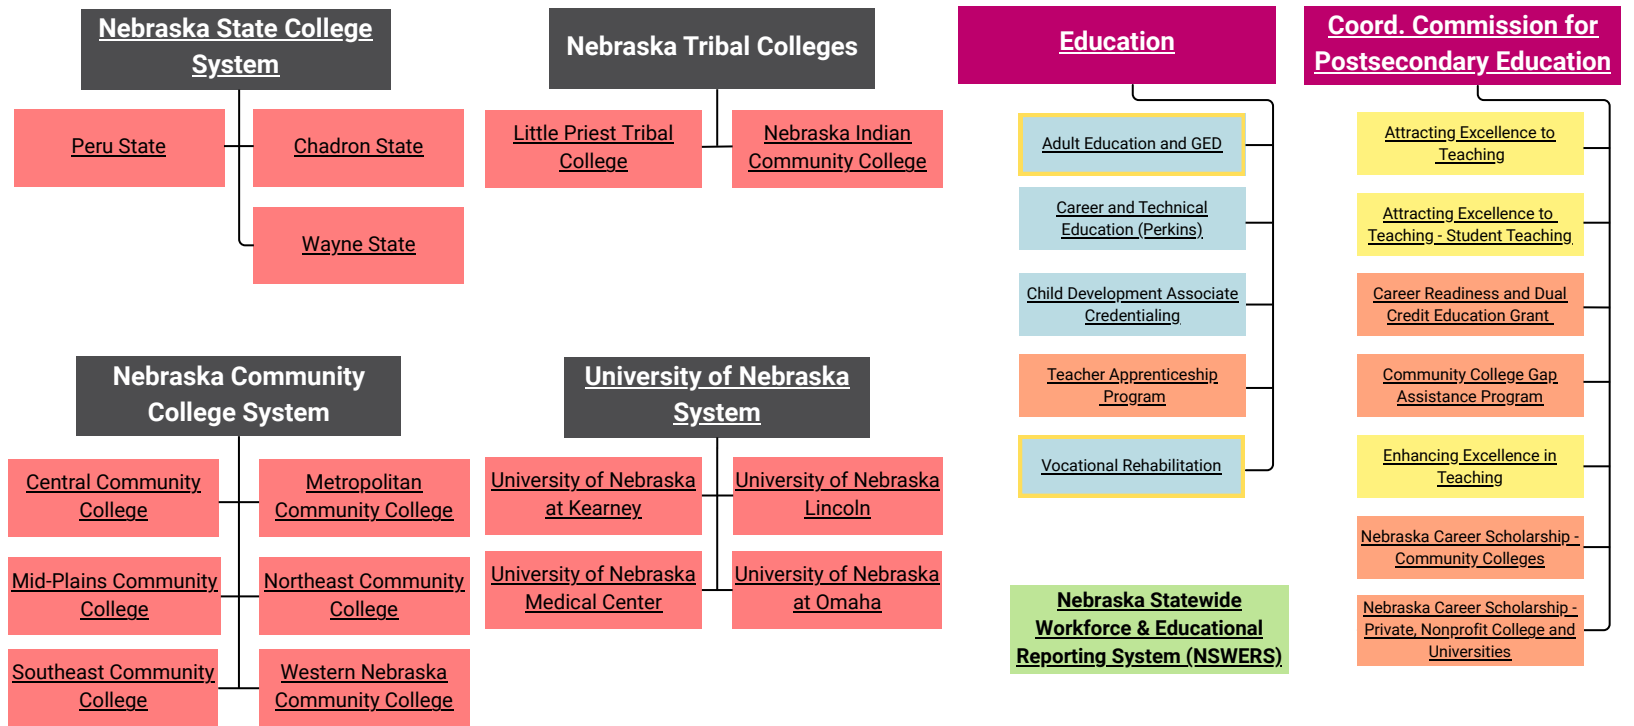 Nebraska State College
System
Peru State
Chadron State
Wayne State
Nebraska Tribal Colleges
Little Priest Tribal
College
Nebraska Indian
Community College
Education
Adult Education and GED
Career and Technical
Education (Perkins)
Child Development Associate
Credentialing
Teacher Apprenticeship
Program
Vocational Rehabilitation
Coord. Commission for
Postsecondary Education
Attracting Excellence to
Teaching
Attracting Excellence to
Teaching - Student Teaching
Career Readiness and Dual
Credit Education Grant
Community College Gap
Assistance Program
Enhancing Excellence in
Teaching
Nebraska Career Scholarship -
Community Colleges
Nebraska Career Scholarship -
Private, Nonprofit College and
Universities
Nebraska Community
College System
Central Community
College
Metropolitan
Community College
Mid-Plains Community
College
Northeast Community
College
Southeast Community
College
Western Nebraska
Community College
University of Nebraska
System
University of Nebraska
at Kearney
University of Nebraska
Lincoln
University of Nebraska
Medical Center
University of Nebraska
at Omaha
Nebraska Statewide
Workforce & Educational
Reporting System (NSWERS)